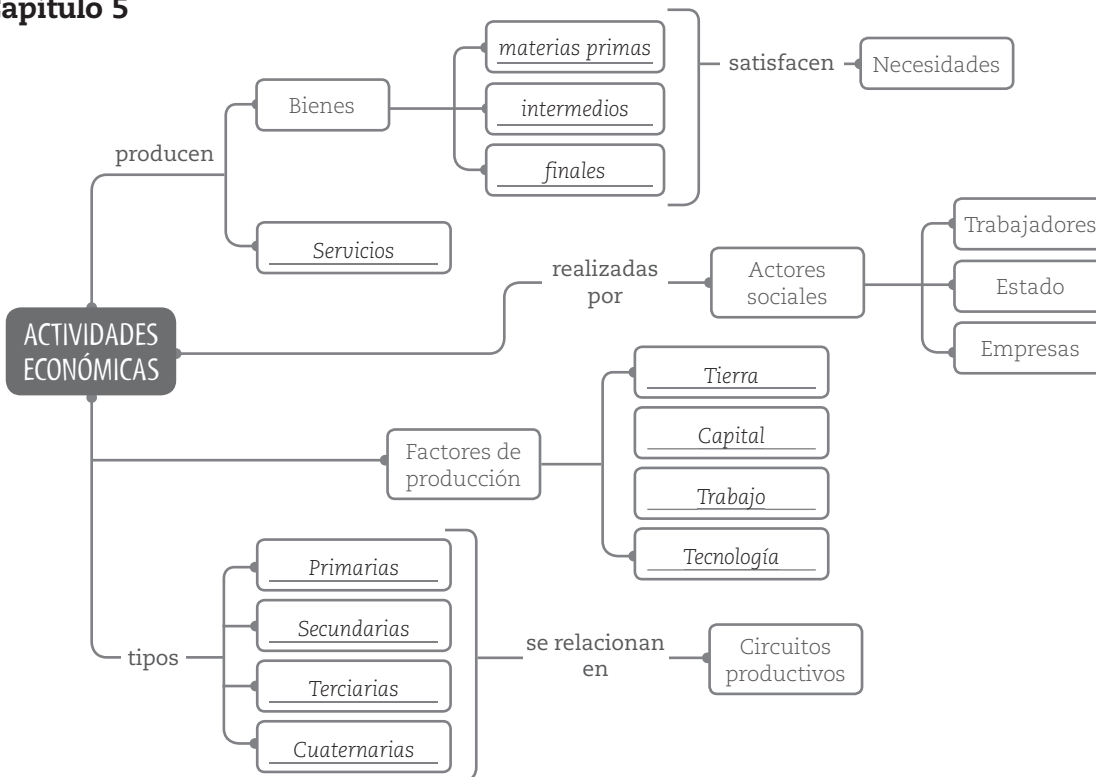 Capítulo 5
materias primas
satisfacen
Necesidades
Bienes
intermedios
producen
finales
Servicios
Trabajadores
realizadas
por
Actores
sociales
Estado
Empresas
ACTIVIDADES
ECONÓMICAS
Tierra
Factores de
producción
Capital
Trabajo
Tecnología
Primarias
Secundarias
tipos
se relacionan
en
Circuitos
productivos
Terciarias
Cuaternarias